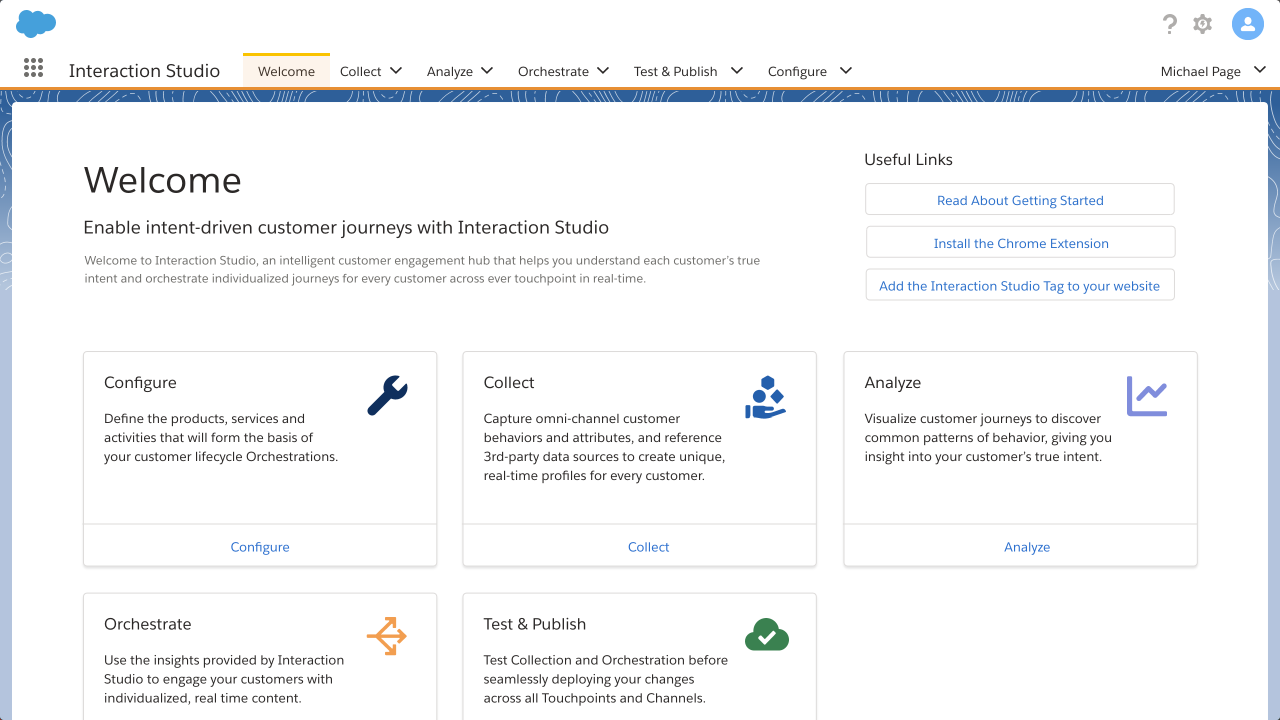 Interaction Studio
Welcome
Collect
Analyze
Orchestrate
Test & Publish
Configure
Michael Page
Welcome
Enable intent-driven customer journeys with Interaction Studio
Welcome to Interaction Studio, an intelligent customer engagement hub that helps you understand each customer's true
intent and orchestrate individualized journeys for every customer across ever touchpoint in real-time.
Useful Links
Read About Getting Started
Install the Chrome Extension
Add the Interaction Studio Tag to your website
Configure
Define the products, services and
activities that will form the basis of
your customer lifecycle Orchestrations.
Configure
Collect
Capture omni-channel customer
behaviors and attributes, and reference
3rd-party data sources to create unique,
real-time profiles for every customer.
Collect
Analyze
Visualize customer journeys to discover
common patterns of behavior, giving you
insight into your customer's true intent.
Analyze
Orchestrate
Use the insights provided by Interaction
Studio to engage your customers with
individualized, real time content.
Test & Publish
Test Collection and Orchestration before
seamlessly deploying your changes
across all Touchpoints and Channels.